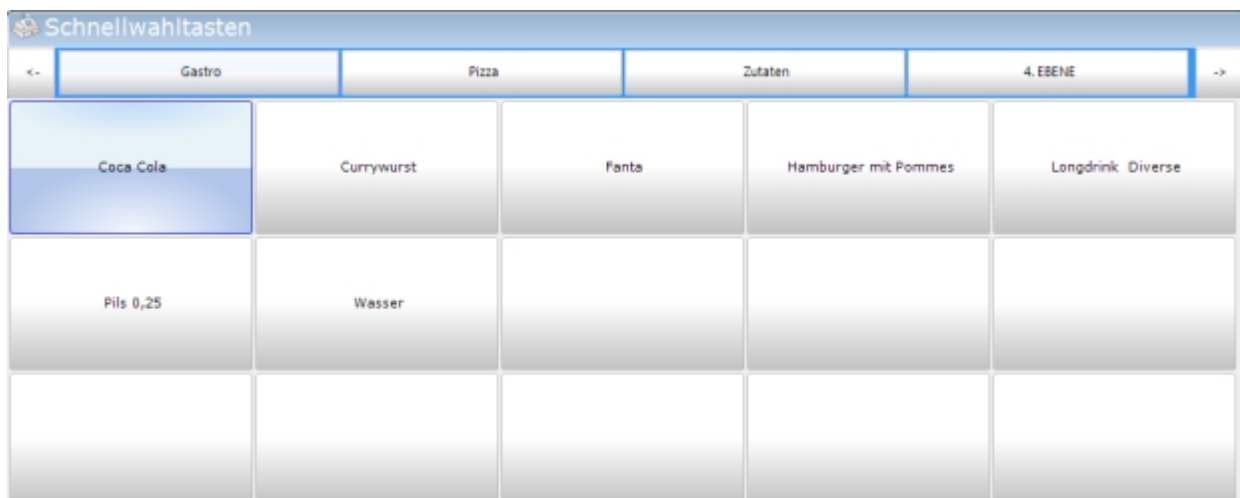 Schnellwahltasten
<- Gastro Pizza Zutaten 4. EBENE ->
Coca Cola Currywurst Fanta Hamburger mit Pommes Longdrink Diverse
Pils 0,25 Wasser